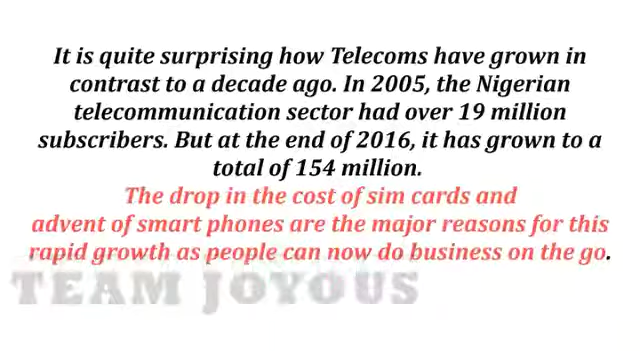 It is quite surprising how Telecoms have grown in
contrast to a decade ago. In 2005, the Nigerian
telecommunication sector had over 19 million
subscribers. But at the end of 2016, it has grown to a
total of 154 million.
The drop in the cost of sim cards and
advent of smart phones are the major reasons for this
rapid growth as people can now do business on the go.
TEAM JOYOUS